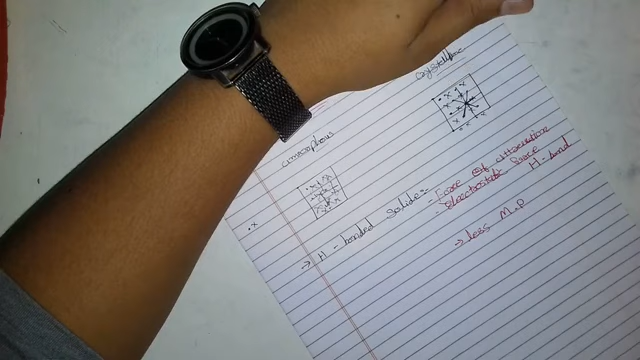 crystalline
amorphous
→ H - bonded solids:- Force of attraction
- electrostatic force
H - bond
→ less M.P